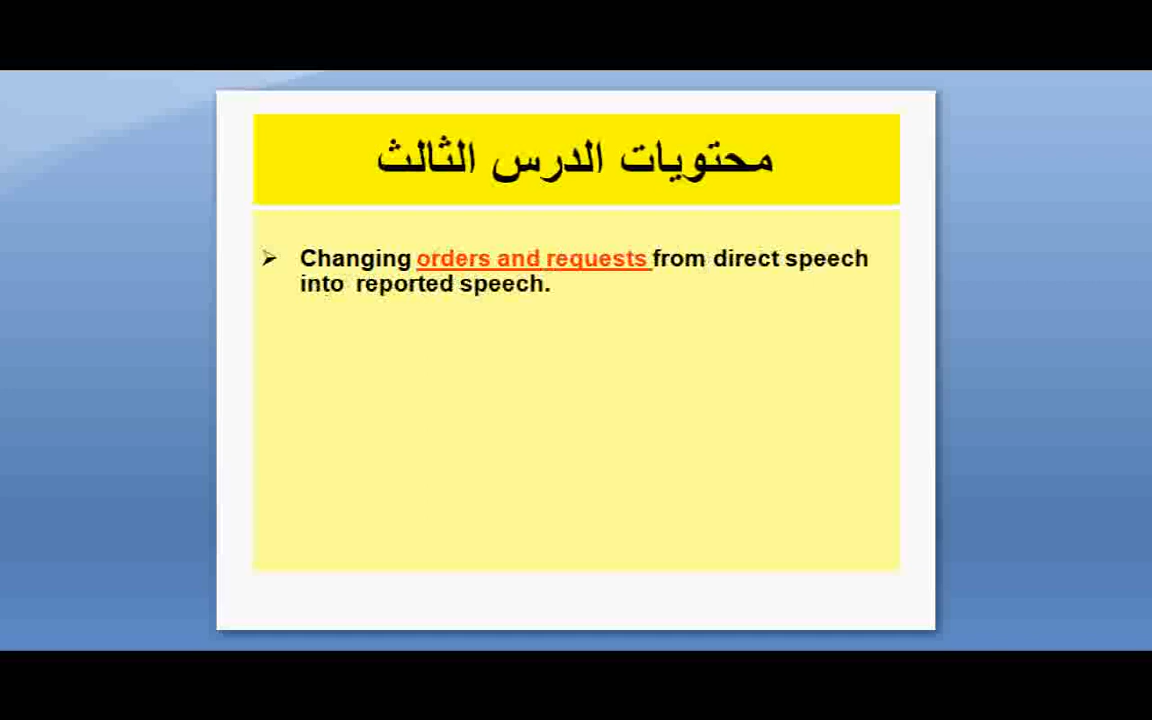 محتويات الدرس الثالث
➢ Changing orders and requests from direct speech
into reported speech.